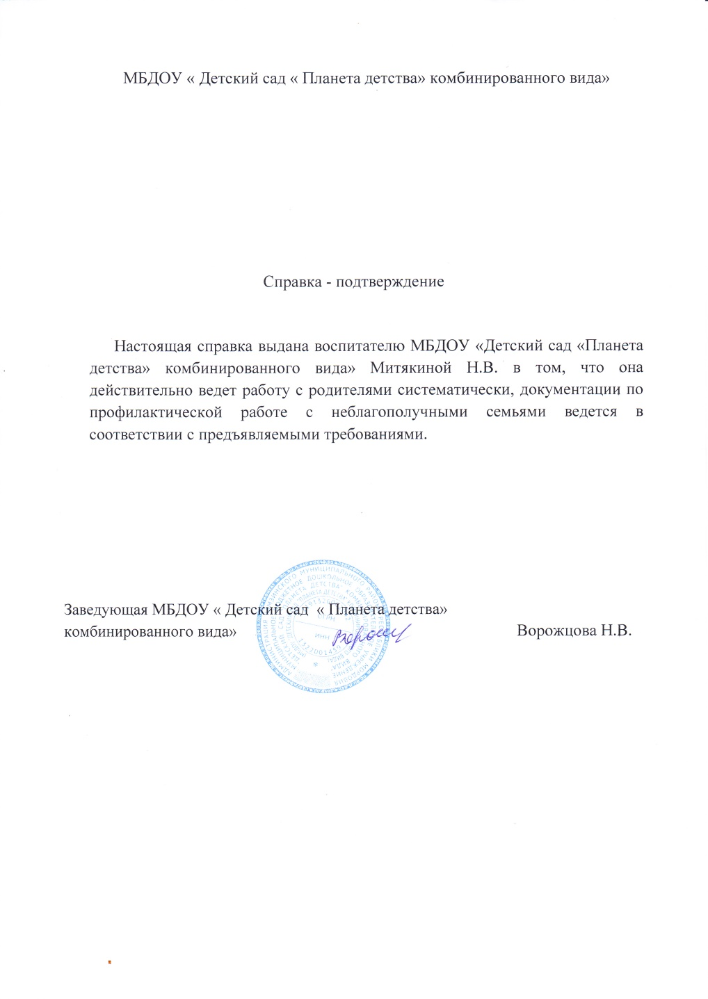 МБДОУ « Детский сад « Планета детства» комбинированного вида»
Справка - подтверждение
Настоящая справка выдана воспитателю МБДОУ «Детский сад «Планета
детства» комбинированного вида» Митякиной Н.В. в том, что она
действительно ведет работу с родителями систематически, документации по
профилактической работе с неблагополучными семьями ведется в
соответствии с предъявляемыми требованиями.
Заведующая МБДОУ « Детский сад « Планета детства»
комбинированного вида» Ворожцова Н.В.
ОГРН
ИНН